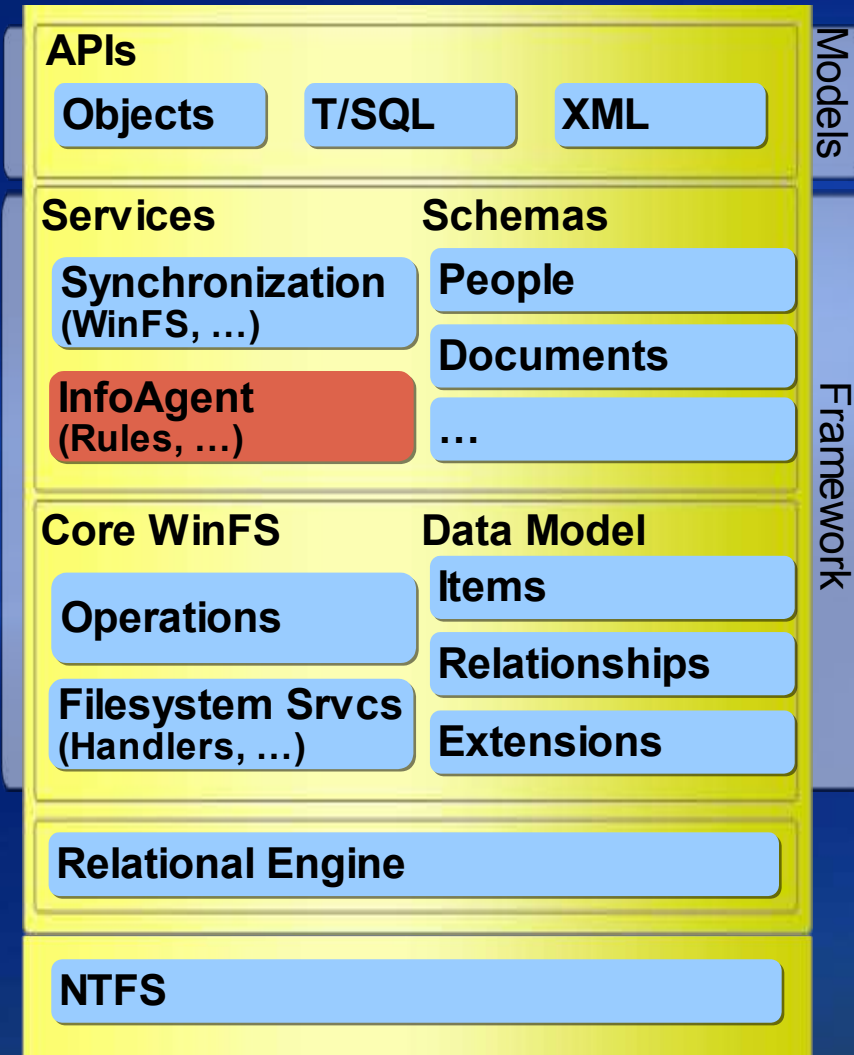 APIs
Objects
T/SQL
XML
Models
Services
Synchronization
(WinFS, …)
InfoAgent
(Rules, …)
Schemas
People
Documents
…
Framework
Core WinFS
Operations
Filesystem Srvcs
(Handlers, …)
Data Model
Items
Relationships
Extensions
Relational Engine
NTFS